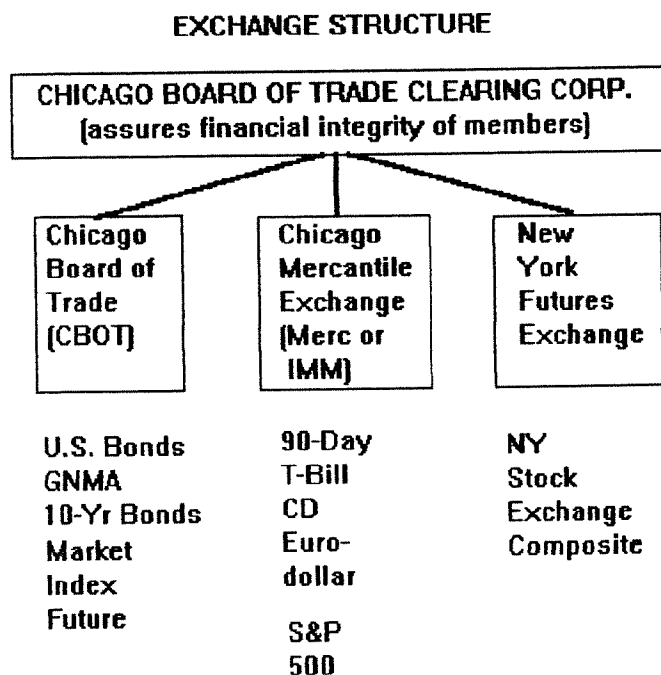 EXCHANGE STRUCTURE
CHICAGO BOARD OF TRADE CLEARING CORP.
(assures financial integrity of members)
Chicago
Board of
Trade
(CBOT)
Chicago
Mercantile
Exchange
(Merc or
IMM)
New
York
Futures
Exchange
U.S. Bonds
GNMA
10-Yr Bonds
Market
Index
Future
90-Day
T-Bill
CD
Euro-
dollar
S&P
500
NY
Stock
Exchange
Composite